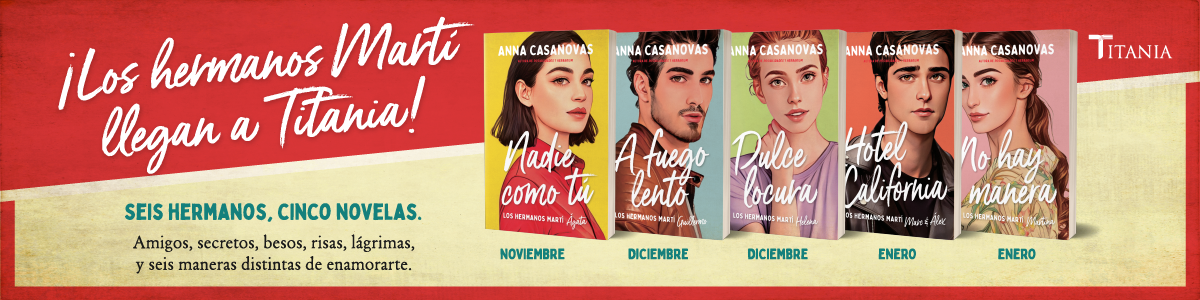 ¡Los hermanos Martí
llegan a Titania!
SEIS HERMANOS, CINCO NOVELAS.
Amigos, secretos, besos, risas, lágrimas,
y seis maneras distintas de enamorarte.
ANNA CASANOVAS
Nadie
como tú
LOS HERMANOS MARTÍ Ágata
NOVIEMBRE
ANNA CASANOVAS
A fuego
lento
LOS HERMANOS MARTÍ Guillermo
DICIEMBRE
ANNA CASANOVAS
Dulce
locura
LOS HERMANOS MARTÍ Helena
DICIEMBRE
ANNA CASANOVAS
Hotel
California
LOS HERMANOS MARTÍ Marc & Álex
ENERO
ANNA CASANOVAS
No hay
manera
LOS HERMANOS MARTÍ Martina
ENERO
TITANIA